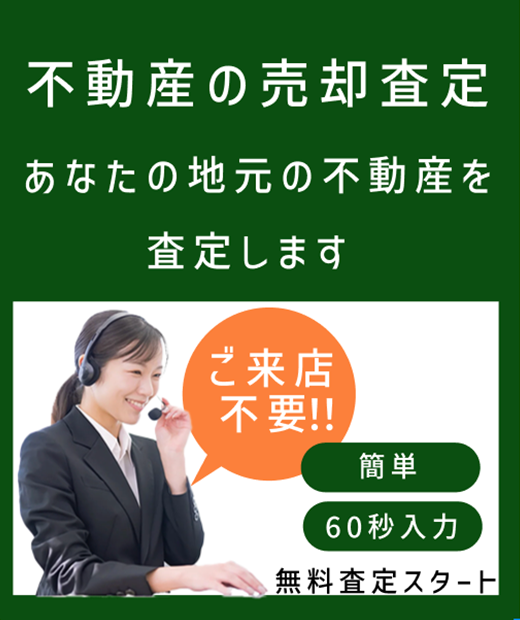 不動産の売却査定
あなたの地元の不動産を
査定します
ご来店
不要!!
簡単
60秒入力
無料査定スタート